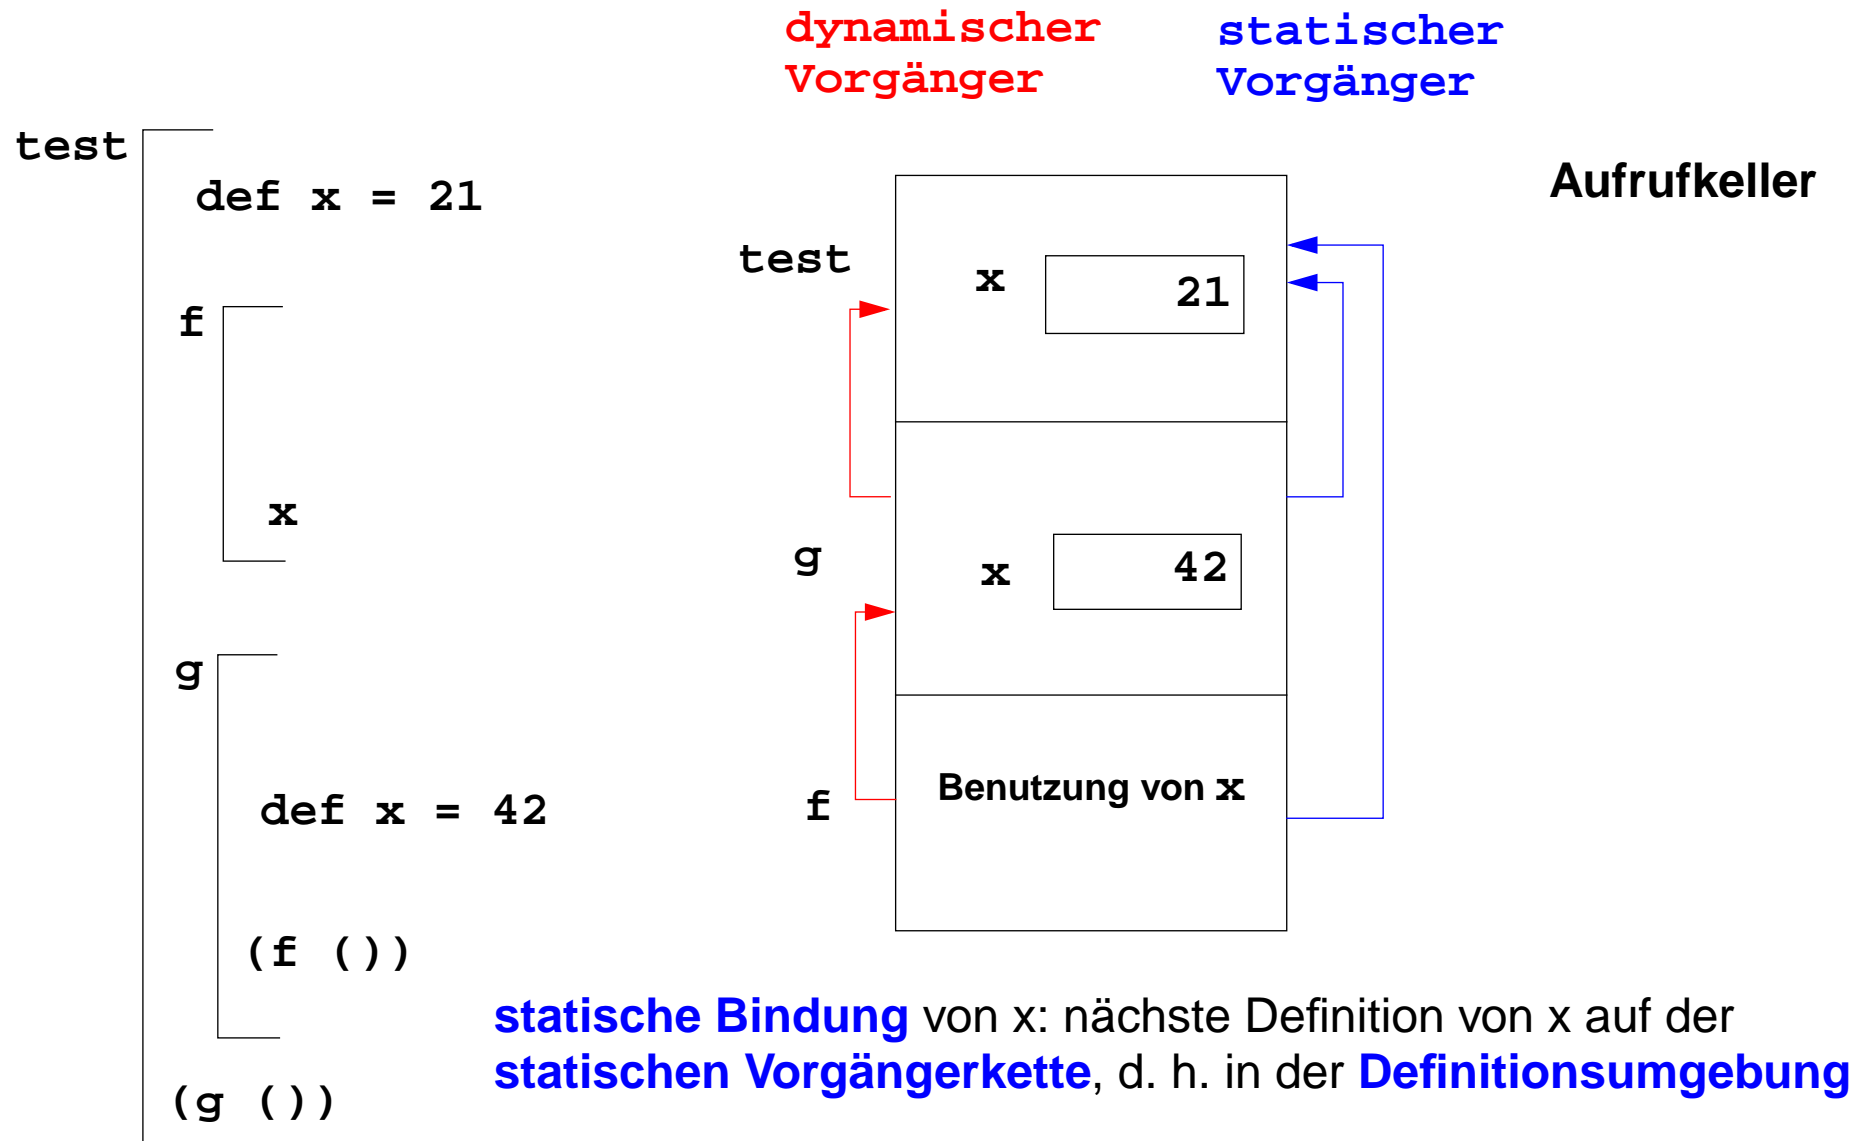 dynamischer
Vorgänger
statischer
Vorgänger
test
def x = 21
f
x
g
def x = 42
(f ())
(g ())
Aufrufkeller
test
x 21
g
x 42
f
Benutzung von x
statische Bindung von x: nächste Definition von x auf der
statischen Vorgängerkette, d. h. in der Definitionsumgebung